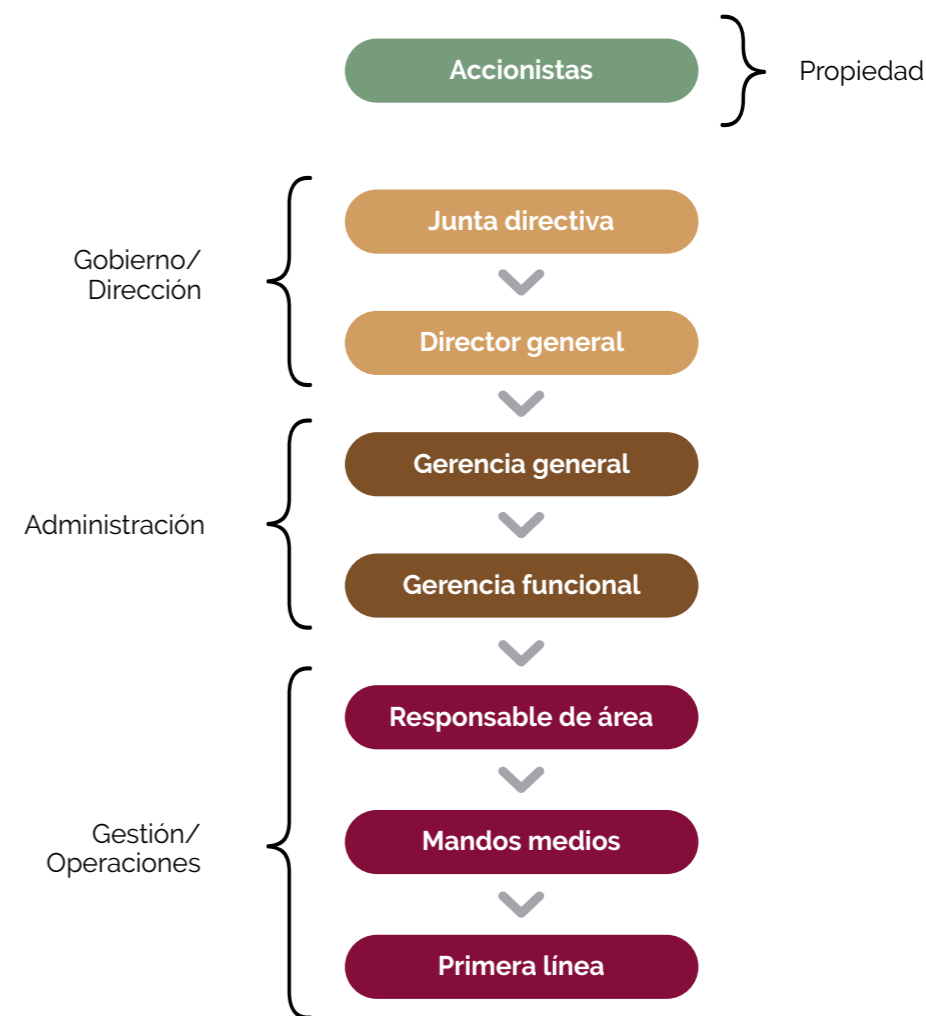 Accionistas
Propiedad
Junta directiva
Gobierno/
Dirección
Director general
Gerencia general
Administración
Gerencia funcional
Responsable de área
Mandos medios
Gestión/
Operaciones
Primera línea